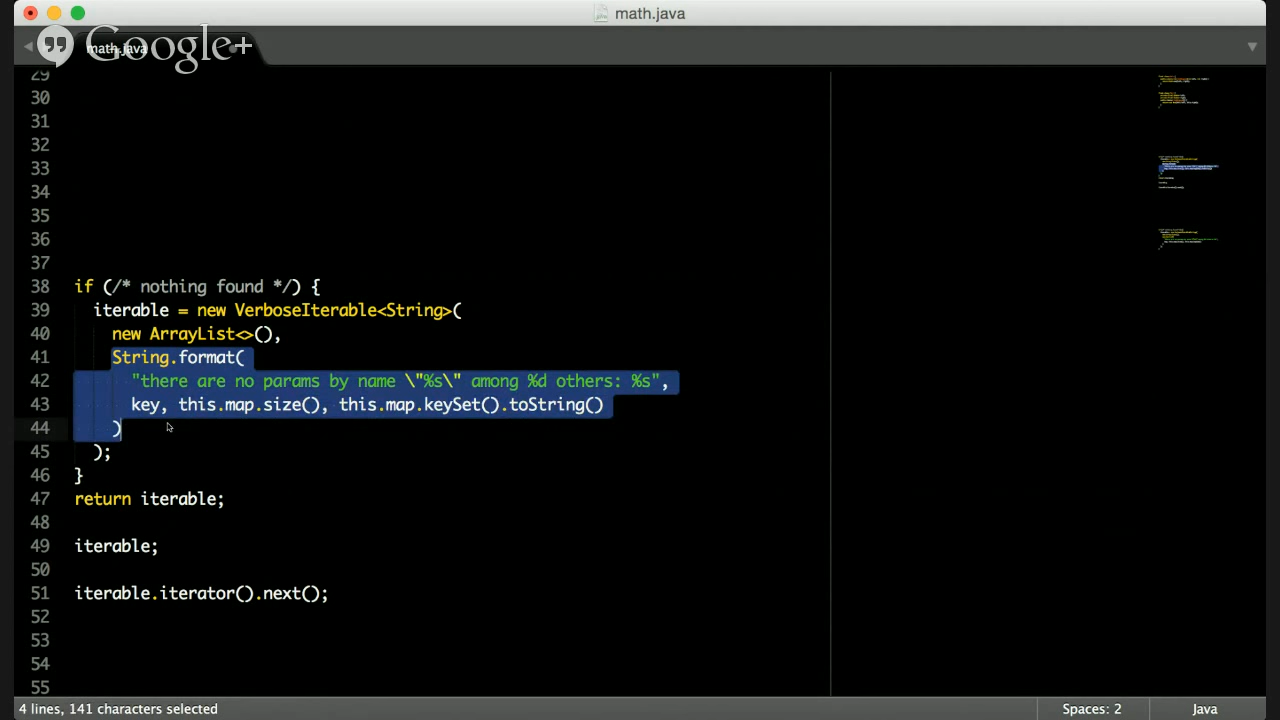 math.java
Google+
math.java
29
30
31
32
33
34
35
36
37
38 if (/* nothing found */) {
39 iterable = new VerboseIterable<String>(
40 new ArrayList<>(),
41 String.format(
42 "there are no params by name \"%s\" among %d others: %s",
43 key, this.map.size(), this.map.keySet().toString()
44 )
45 );
46 }
47 return iterable;
48
49 iterable;
50
51 iterable.iterator().next();
52
53
54
55
4 lines, 141 characters selected Spaces: 2 Java